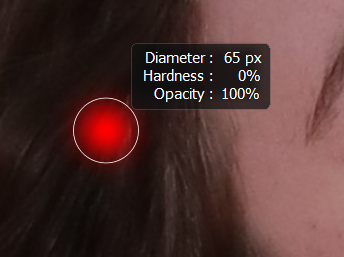 Diameter : 65 px
Hardness : 0%
Opacity : 100%